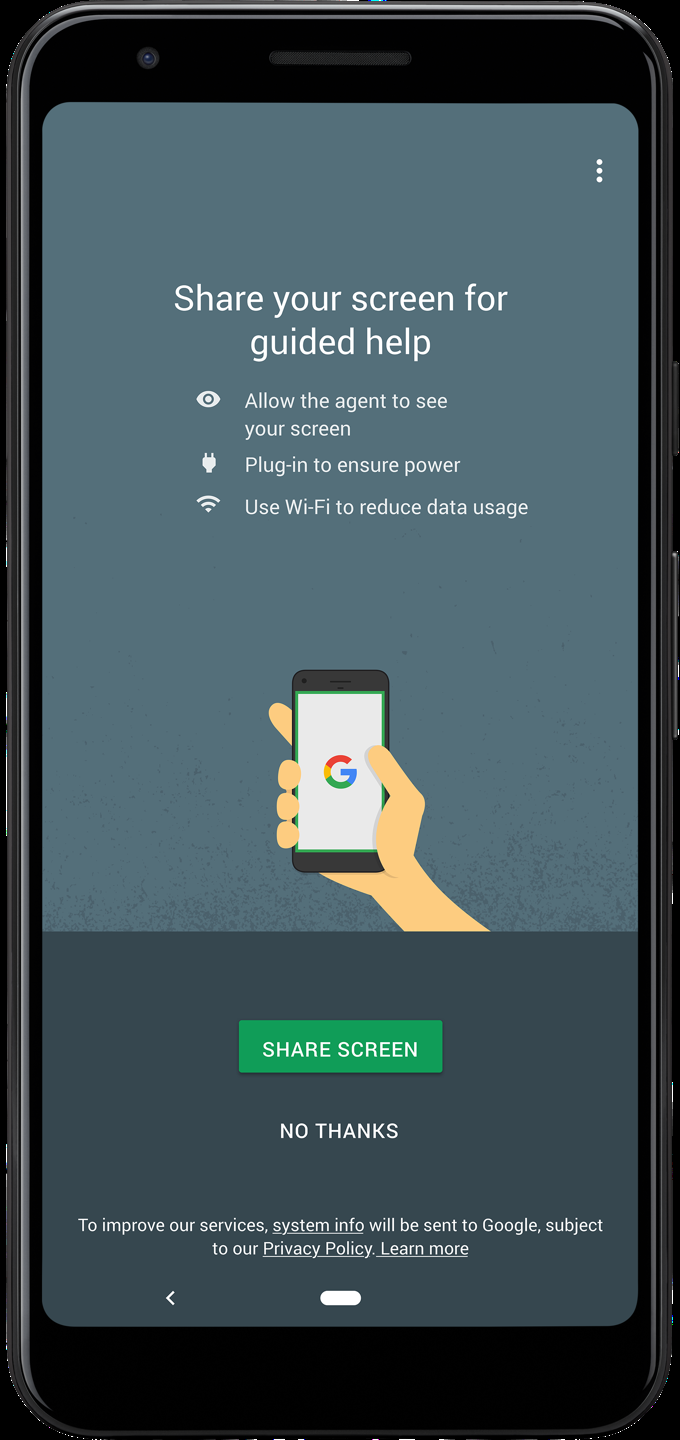 Share your screen for
guided help
Allow the agent to see
your screen
Plug-in to ensure power
Use Wi-Fi to reduce data usage
SHARE SCREEN
NO THANKS
To improve our services, system info will be sent to Google, subject
to our Privacy Policy. Learn more